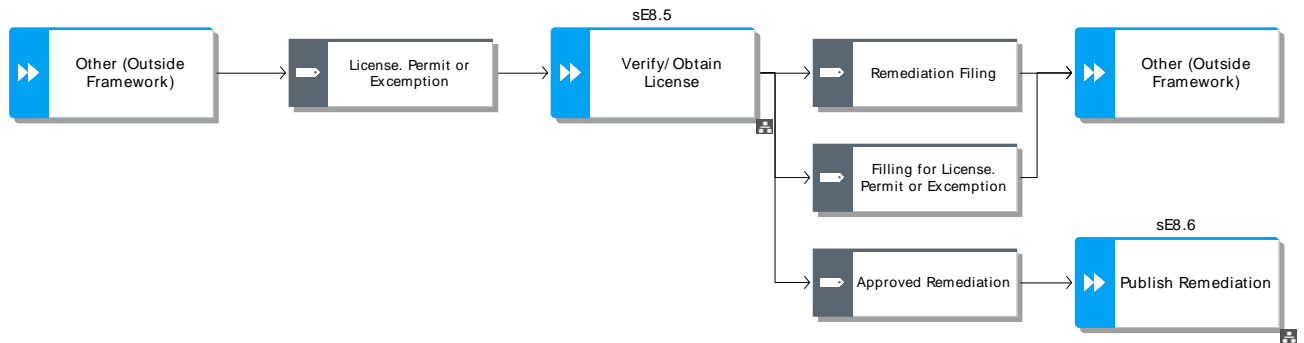 sE8.5
Other (Outside
Framework)
License. Permit or
Excemption
Verify/ Obtain
License
Remediation Filing
Other (Outside
Framework)
Filling for License.
Permit or Excemption
sE8.6
Approved Remediation
Publish Remediation